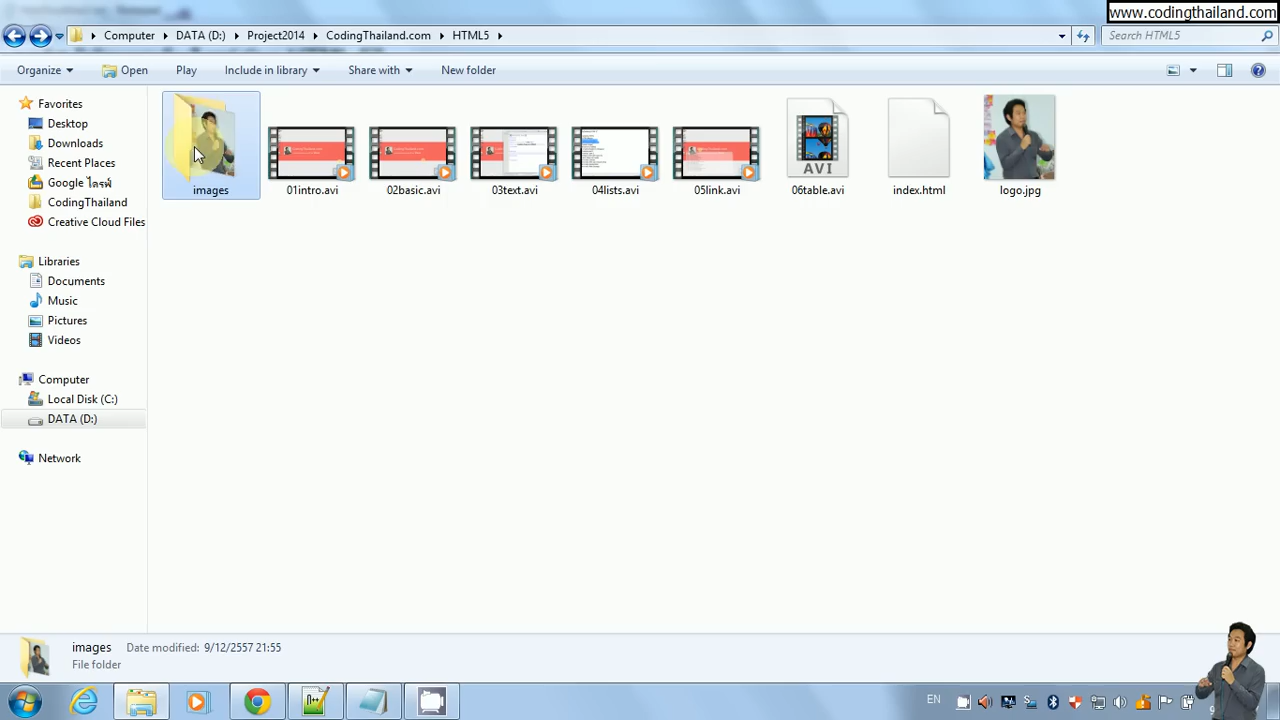 www.codingthailand.com
Computer DATA (D:) Project2014 CodingThailand.com HTML5
Search HTML5
Organize Open Play Include in library Share with New folder
Favorites
Desktop
Downloads
Recent Places
Google ไดรฟ์
CodingThailand
Creative Cloud Files
Libraries
Documents
Music
Pictures
Videos
Computer
Local Disk (C:)
DATA (D:)
Network
images 01intro.avi 02basic.avi 03text.avi 04lists.avi 05link.avi 06table.avi index.html logo.jpg
AVI
images Date modified: 9/12/2557 21:55
File folder
EN